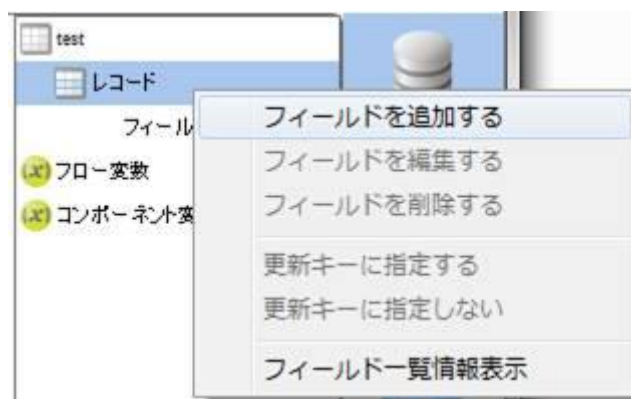 test
レコード
フィール
フロー変数
コンポーネント変
フィールドを追加する
フィールドを編集する
フィールドを削除する
更新キーに指定する
更新キーに指定しない
フィールド一覧情報表示